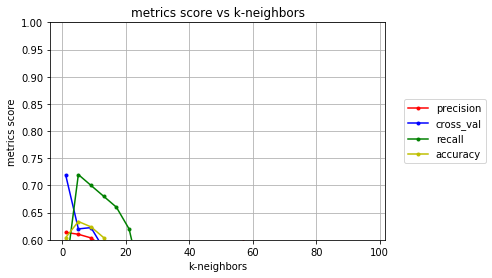 metrics score vs k-neighbors
1.00
0.95
0.90
0.85
0.80
0.75
0.70
0.65
0.60
metrics score
0
20
40
60
80
100
k-neighbors
precision
cross_val
recall
accuracy